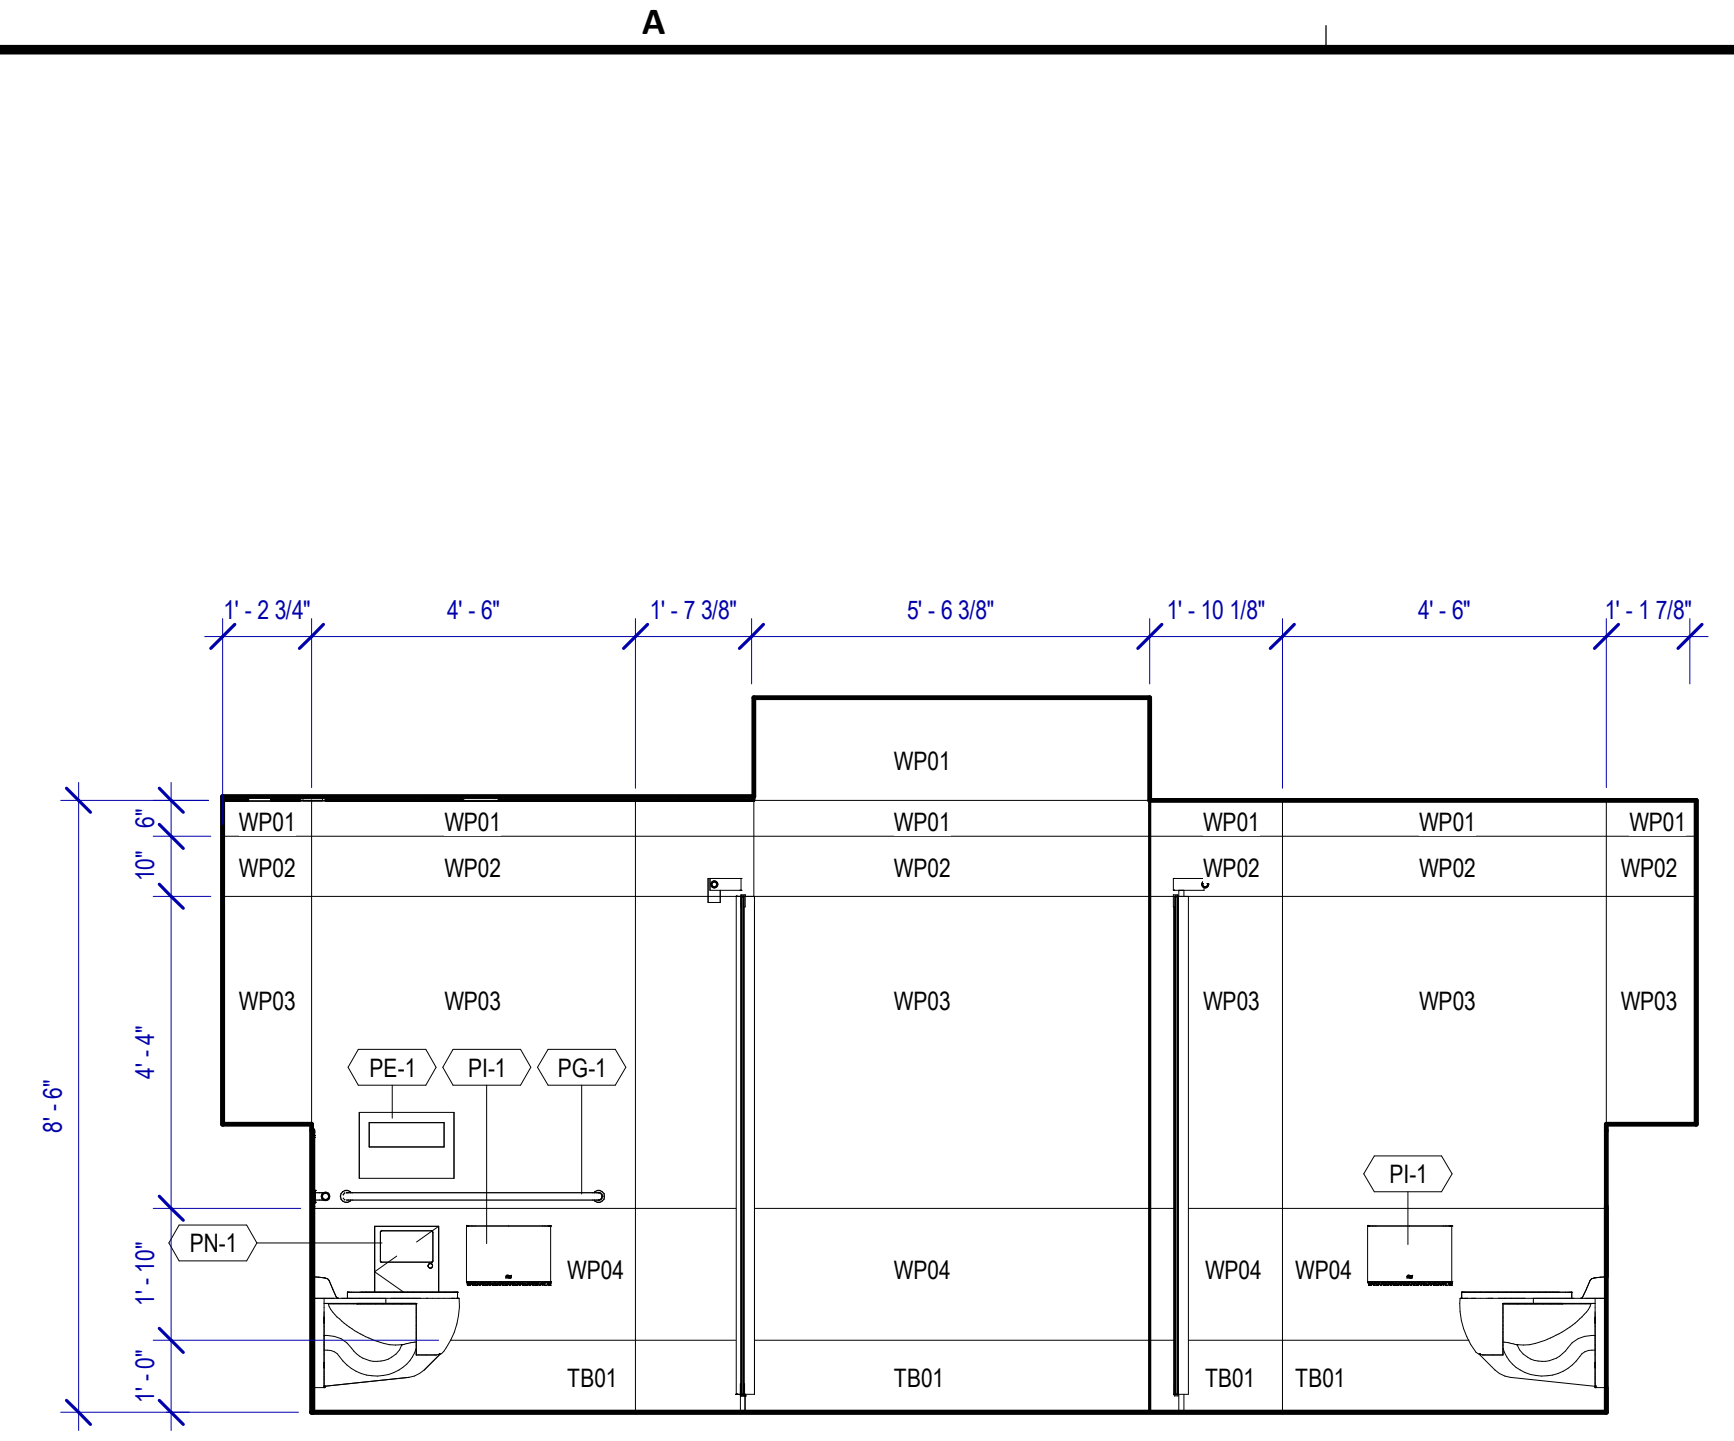 A
1' - 2 3/4" 4' - 6" 1' - 7 3/8" 5' - 6 3/8" 1' - 10 1/8" 4' - 6" 1' - 1 7/8"
WP01
6" WP01 WP01 WP01 WP01 WP01 WP01
10" WP02 WP02 WP02 WP02 WP02 WP02
WP03 WP03 WP03 WP03 WP03 WP03
4' - 4"
PE-1 PI-1 PG-1
8' - 6"
PI-1
PN-1
1' - 10" WP04 WP04 WP04 WP04
1' - 0" TB01 TB01 TB01 TB01